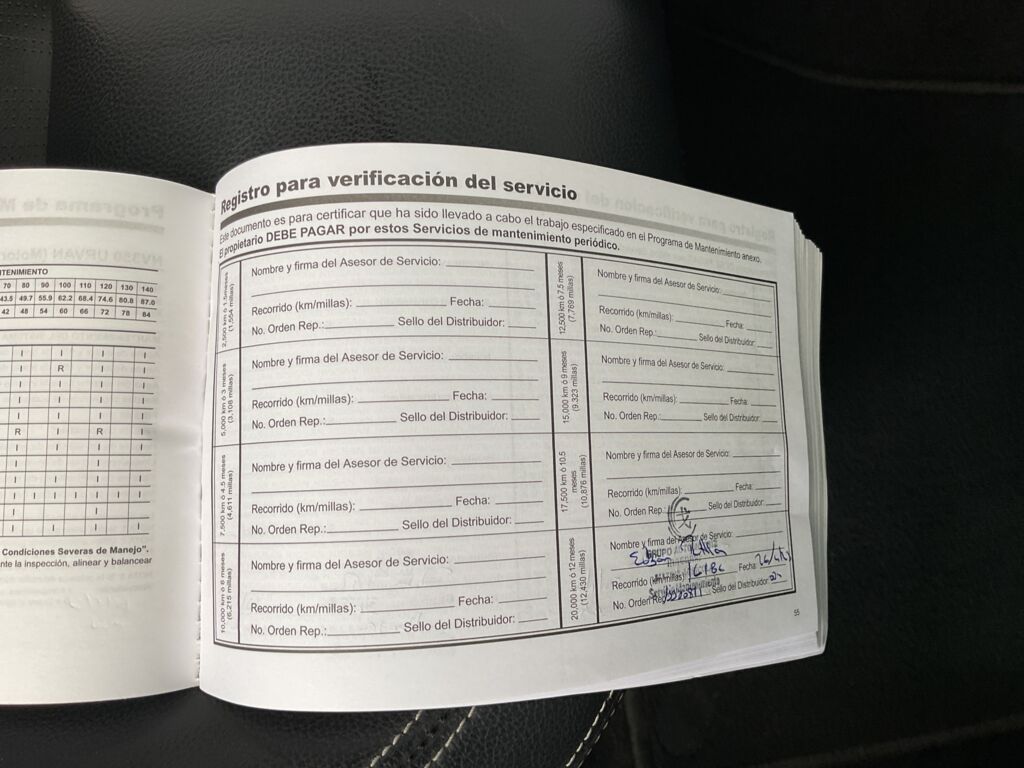 NV350 URVAN
TENIMIENTO
70 80 90 100 110 120 130 140
43.5 49.7 55.9 62.2 68.4 74.6 80.8 87.0
42 48 54 60 66 72 78 84
I I I I
I R I I
I I I I
I I I I
I I I I
I I I I
R I R I
Condiciones Severas de Manejo".
nte la inspección, alinear y balancear
Registro para verificación del servicio
Este documento es para certificar que ha sido llevado a cabo el trabajo especificado en el Programa de Mantenimiento anexo.
El propietario DEBE PAGAR por estos Servicios de mantenimiento periódico.
2,500 km ó 1.5 meses
(1,554 millas)
Nombre y firma del Asesor de Servicio:
Recorrido (km/millas): Fecha:
No. Orden Rep.: Sello del Distribuidor:
5,000 km ó 3 meses
(3,108 millas)
Nombre y firma del Asesor de Servicio:
Recorrido (km/millas): Fecha:
No. Orden Rep.: Sello del Distribuidor:
7,500 km ó 4.5 meses
(4,611 millas)
Nombre y firma del Asesor de Servicio:
Recorrido (km/millas): Fecha:
No. Orden Rep.: Sello del Distribuidor:
10,000 km ó 6 meses
(6,215 millas)
Nombre y firma del Asesor de Servicio:
Recorrido (km/millas): Fecha:
No. Orden Rep.: Sello del Distribuidor:
12,500 km ó 7.5 meses
(7,769 millas)
Nombre y firma del Asesor de Servicio:
Recorrido (km/millas): Fecha:
No. Orden Rep.: Sello del Distribuidor:
15,000 km ó 9 meses
(9,323 millas)
Nombre y firma del Asesor de Servicio:
Recorrido (km/millas): Fecha:
No. Orden Rep.: Sello del Distribuidor:
17,500 km ó 10.5
meses
(10,876 millas)
Nombre y firma del Asesor de Servicio:
Recorrido (km/millas): Fecha:
No. Orden Rep.: Sello del Distribuidor:
20,000 km ó 12 meses
(12,430 millas)
Nombre y firma del Asesor de Servicio:
GRUPO
Recorrido (km/millas): Fecha:
No. Orden Rep. Sello del Distribuidor:
55